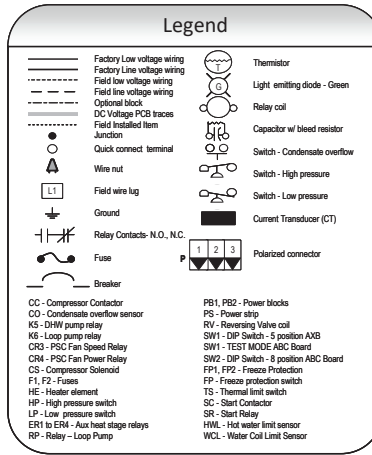 Legend
Factory Low voltage wiring
Factory Line voltage wiring
Field low voltage wiring
Field line voltage wiring
Optional block
DC Voltage PCB traces
Field Installed Item
Junction
Quick connect terminal
Wire nut
L1
Field wire lug
Ground
Relay Contacts- N.O., N.C.
Fuse
Breaker
T
Thermistor
G
Light emitting diode - Green
Relay coil
Capacitor w/ bleed resistor
Switch - Condensate overflow
Switch - High pressure
Switch - Low pressure
Current Transducer (CT)
P
1 2 3
Polarized connector
CC - Compressor Contactor
CO - Condensate overflow sensor
K5 - DHW pump relay
K6 - Loop pump relay
CR3 - PSC Fan Speed Relay
CR4 - PSC Fan Power Relay
CS - Compressor Solenoid
F1, F2 - Fuses
HE - Heater element
HP - High pressure switch
LP - Low pressure switch
ER1 to ER4 - Aux heat stage relays
RP - Relay – Loop Pump
PB1, PB2 - Power blocks
PS - Power strip
RV - Reversing Valve coil
SW1 - DIP Switch - 5 position AXB
SW1 - TEST MODE ABC Board
SW2 - DIP Switch - 8 position ABC Board
FP1, FP2 - Freeze Protection
FP - Freeze protection switch
TS - Thermal limit switch
SC - Start Contactor
SR - Start Relay
HWL - Hot water limit sensor
WCL - Water Coil Limit Sensor